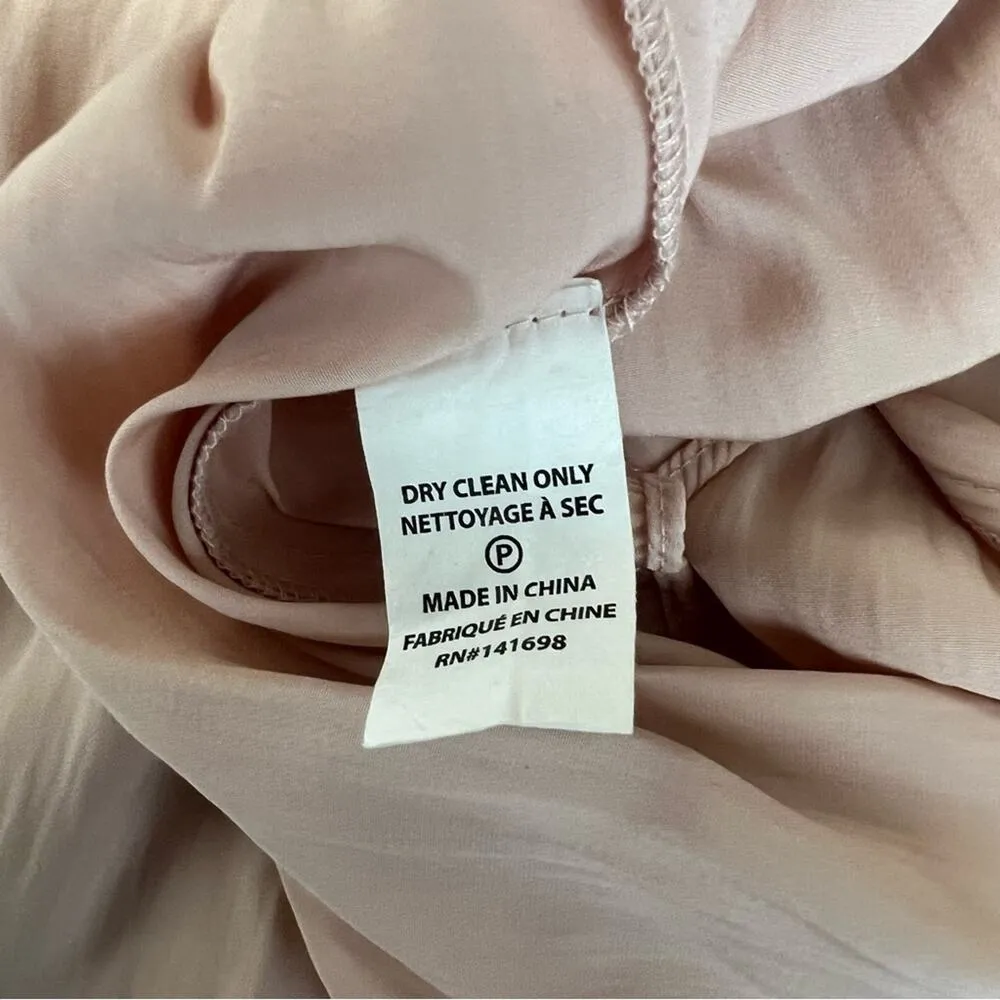 DRY CLEAN ONLY
NETTOYAGE À SEC
P
MADE IN CHINA
FABRIQUÉ EN CHINE
RN#141698